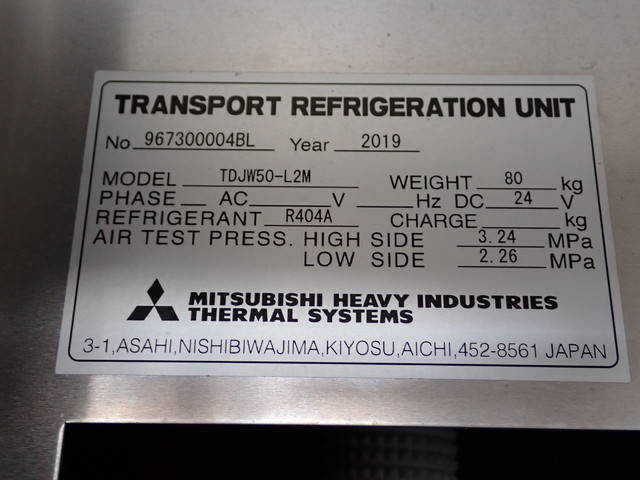 TRANSPORT REFRIGERATION UNIT
No 967300004BL Year 2019
MODEL TDJW50-L2M WEIGHT 80 kg
PHASE AC V Hz DC 24 V
REFRIGERANT R404A CHARGE kg
AIR TEST PRESS. HIGH SIDE 3.24 MPa
LOW SIDE 2.26 MPa
MITSUBISHI HEAVY INDUSTRIES
THERMAL SYSTEMS
3-1,ASAHI,NISHIBIWAJIMA,KIYOSU,AICHI,452-8561 JAPAN